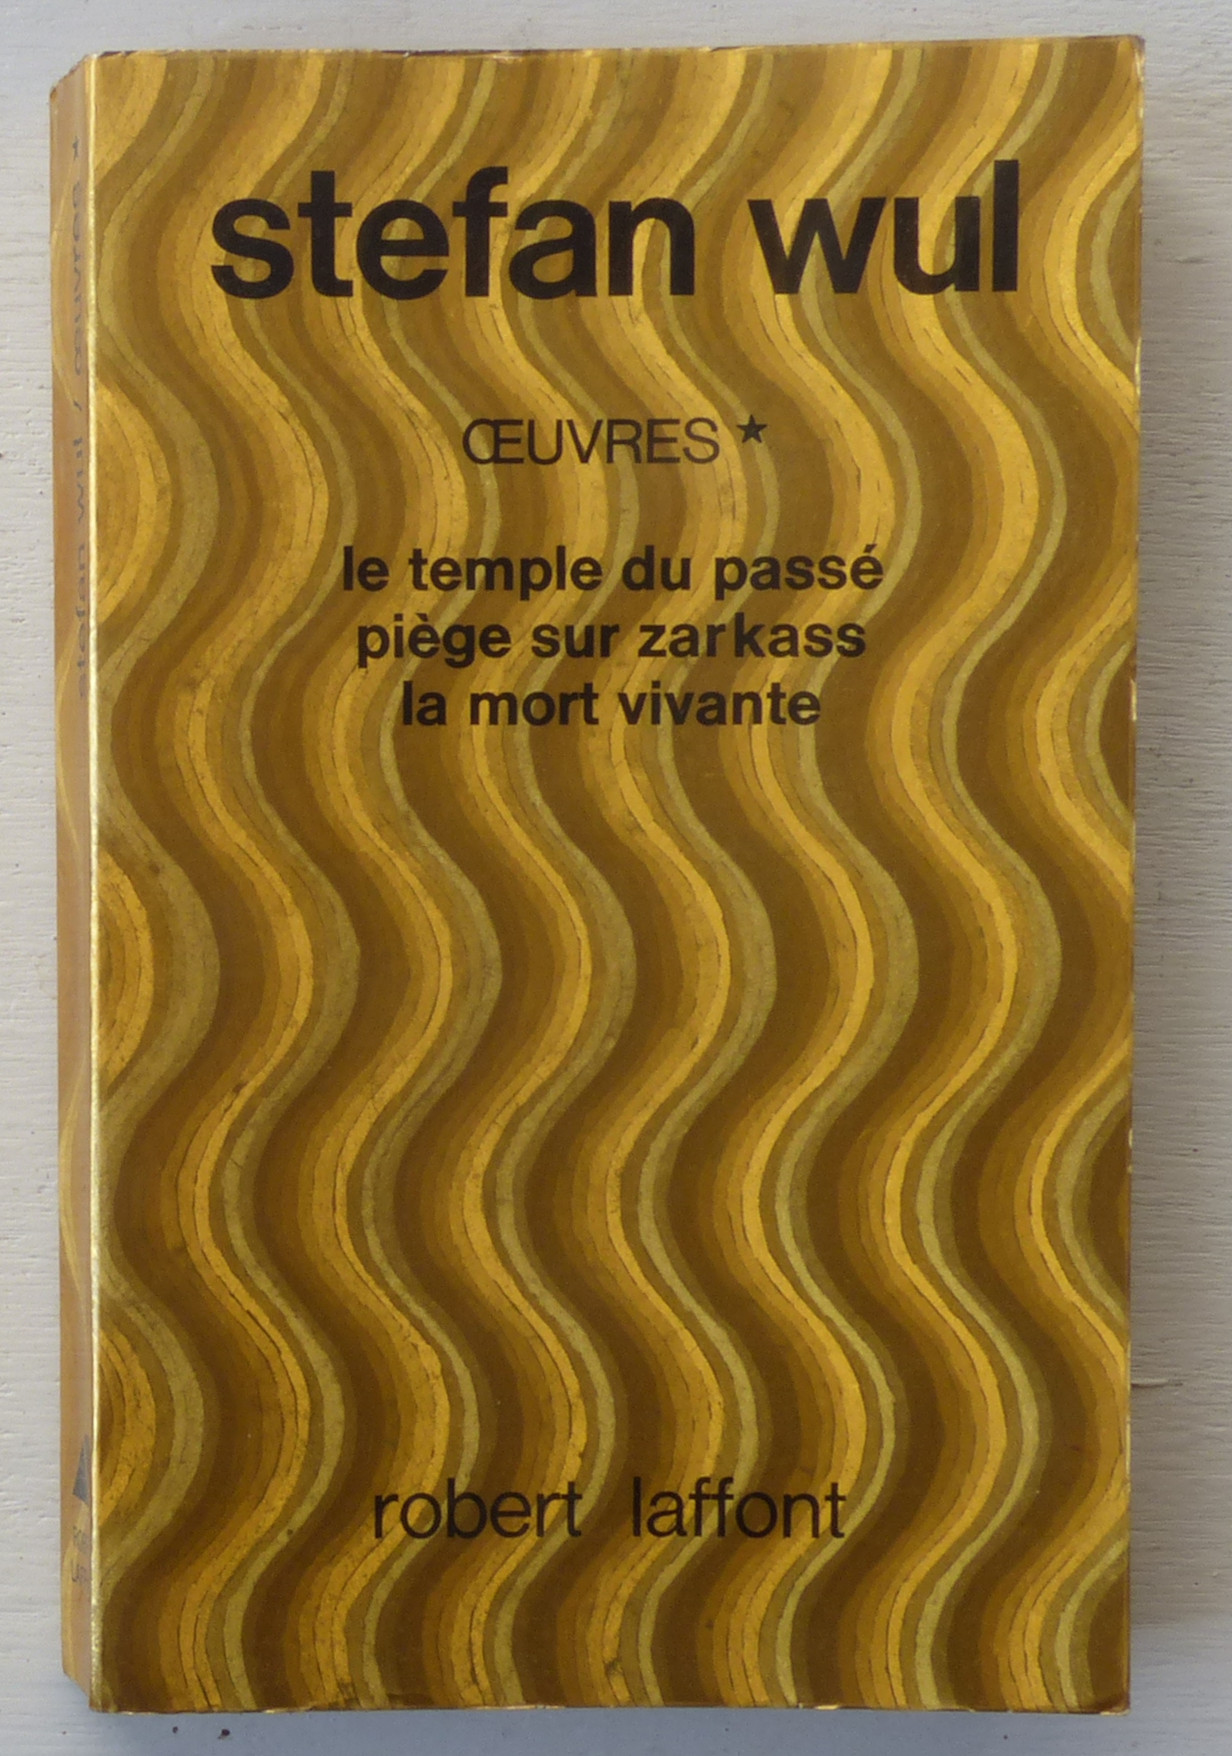 stefan wul
ŒUVRES ★
le temple du passé
piège sur zarkass
la mort vivante
robert laffont
stefan wul / œuvres ★